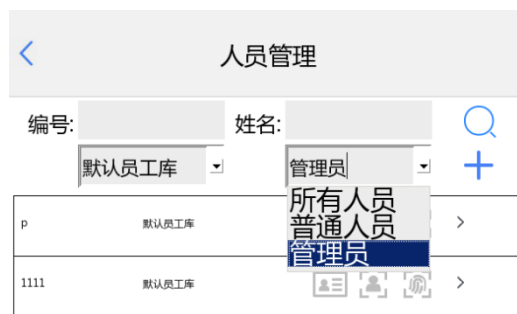 人员管理
编号: 姓名:
默认员工库 管理员
所有人员
普通人员
管理员
p 默认员工库
1111 默认员工库